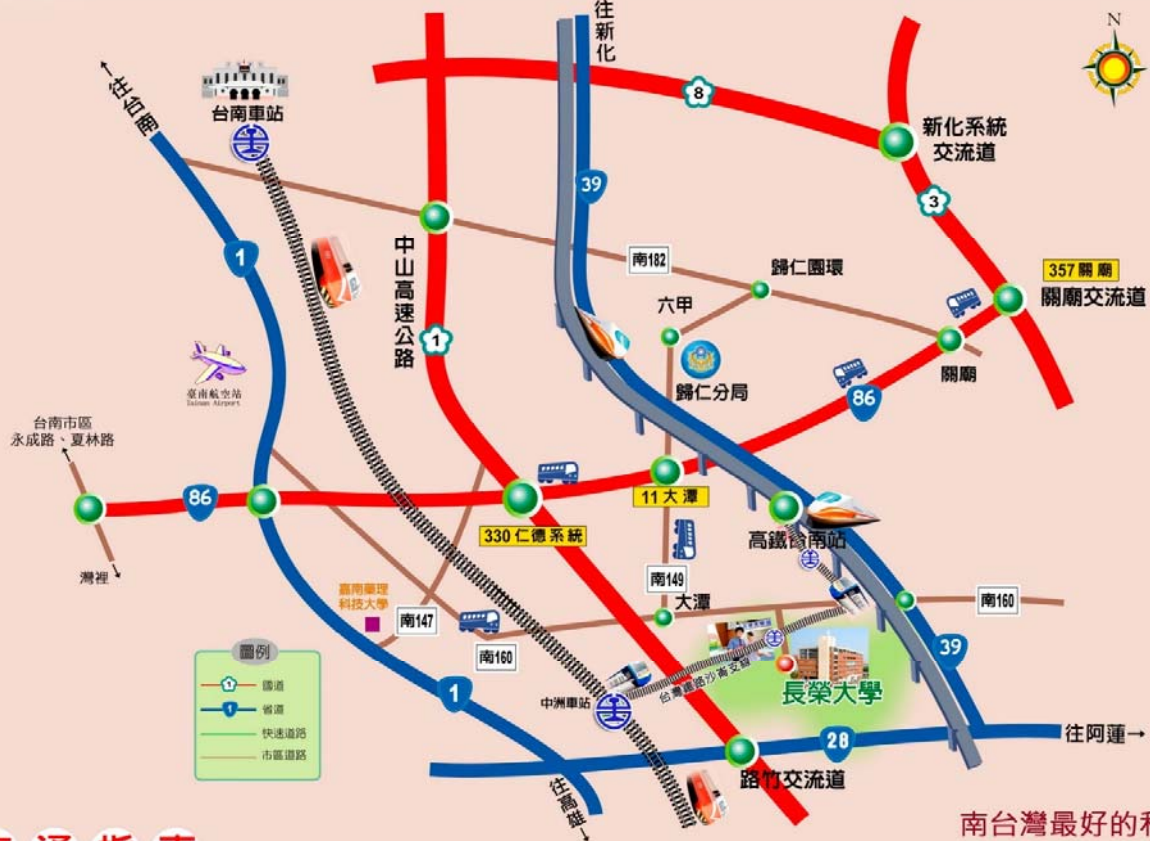 往新化
N
往台南
台南車站
8
新化系統
交流道
39
3
1
中山高速公路
南182
歸仁圓環
357 關廟
關廟交流道
六甲
1
歸仁分局
關廟
臺南航空站
Tainan Airport
86
台南市區
永成路、夏林路
86
11 大潭
330 仁德系統
高鐵台南站
灣裡
嘉南藥理
科技大學
南147
南149
大潭
南160
南160
圖例
1 國道
1 省道
快速道路
市區道路
39
1
中洲車站
台灣鐵路沙崙支線
長榮大學
28
往阿蓮
路竹交流道
往高雄
南台灣最好的